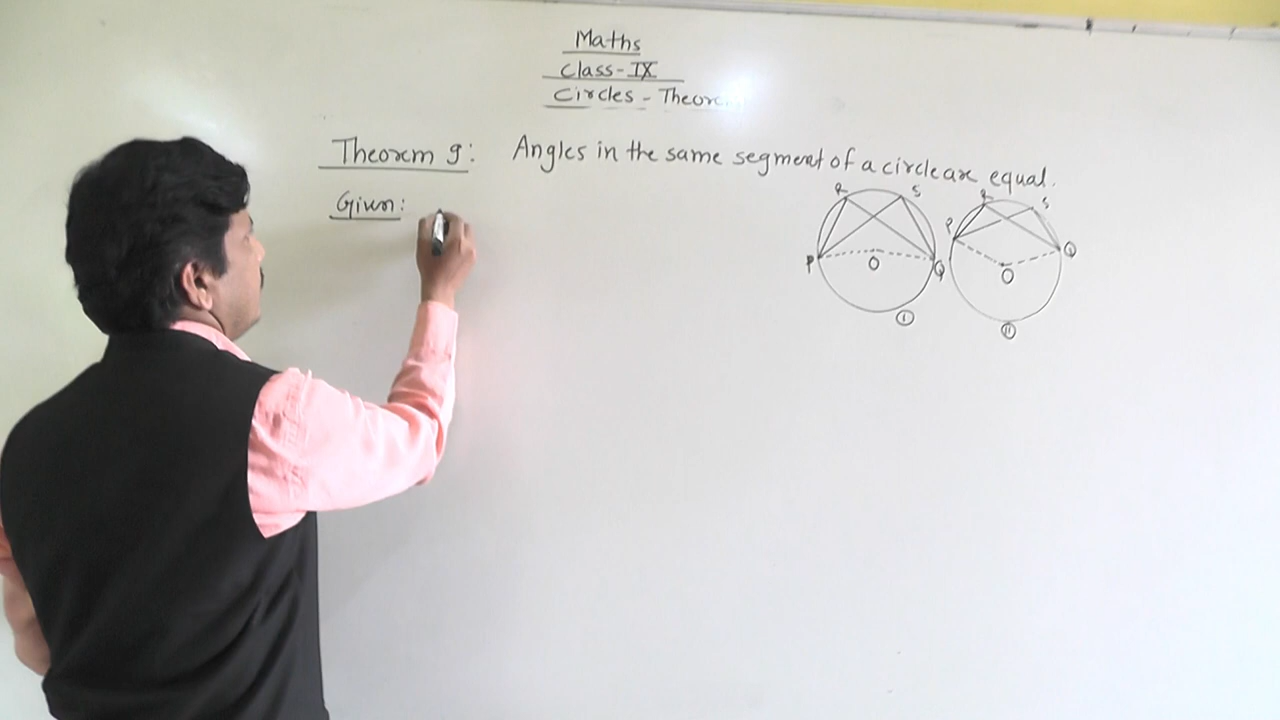 Maths
Class-IX
Circles - Theorem
Theorem 9: Angles in the same segment of a circle are equal.
Given:
R S R S
P Q P Q
O O
I II